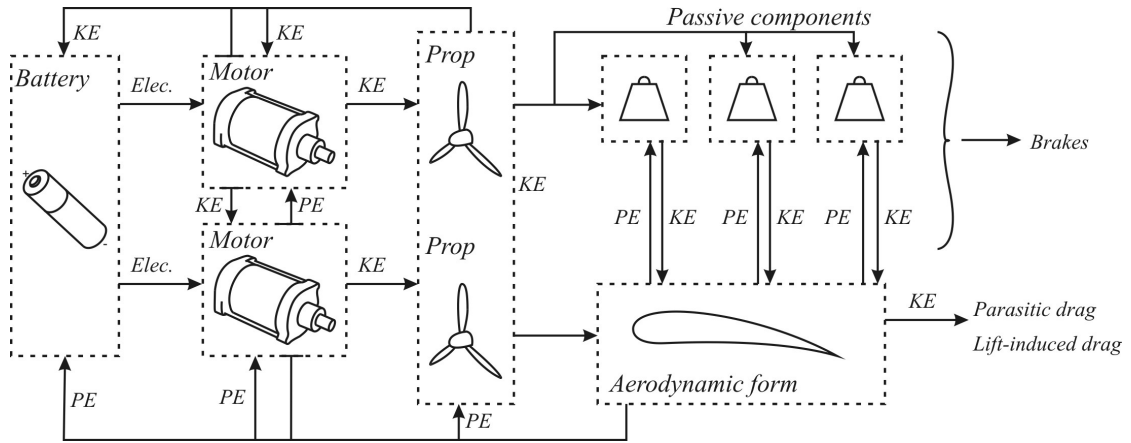 Passive components
KE
KE
Battery
Motor
Prop
Elec.
KE
Brakes
+
-
KE
PE
KE
PE
KE
PE
KE
PE
KE
Motor
Prop
Elec.
KE
KE
Parasitic drag
Lift-induced drag
Aerodynamic form
PE
PE
PE